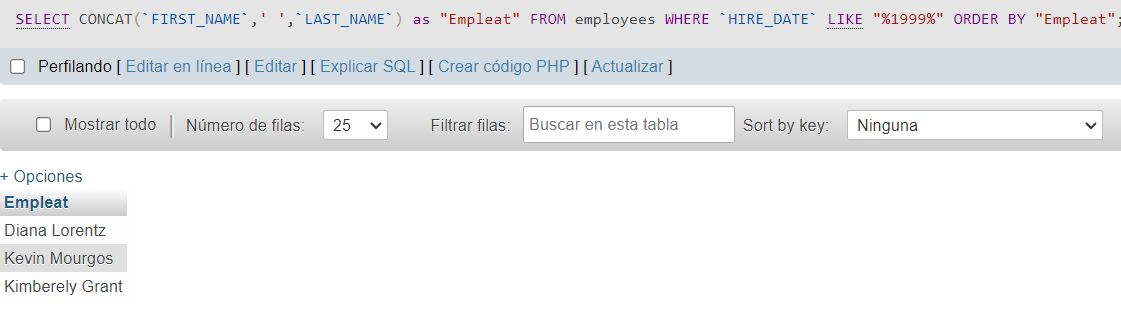 SELECT CONCAT(`FIRST_NAME`,' ',`LAST_NAME`) as "Empleat" FROM employees WHERE `HIRE_DATE` LIKE "%1999%" ORDER BY "Empleat";
Perfilando [ Editar en línea ] [ Editar ] [ Explicar SQL ] [ Crear código PHP ] [ Actualizar ]
Mostrar todo | Número de filas: 25 Filtrar filas: Buscar en esta tabla Sort by key: Ninguna
+ Opciones
Empleat
Diana Lorentz
Kevin Mourgos
Kimberely Grant